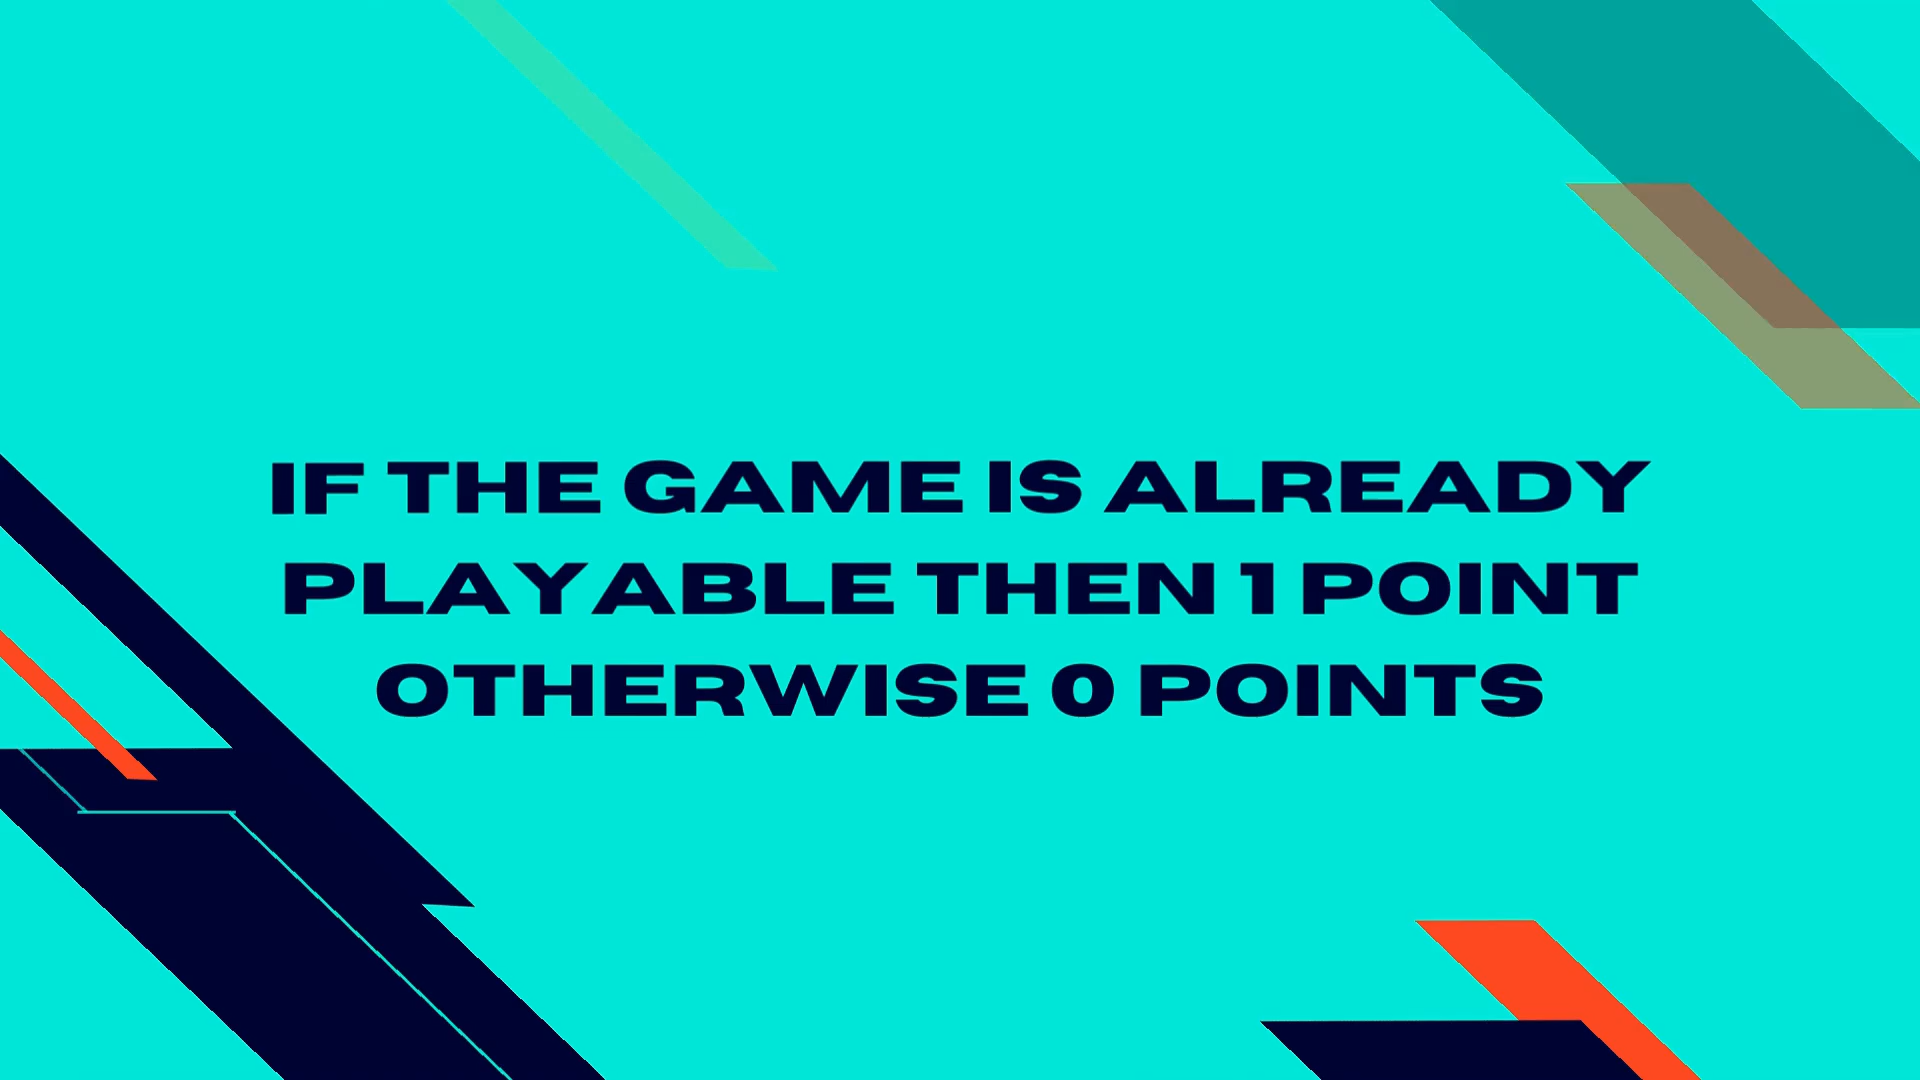 IF THE GAME IS ALREADY
PLAYABLE THEN 1 POINT
OTHERWISE 0 POINTS